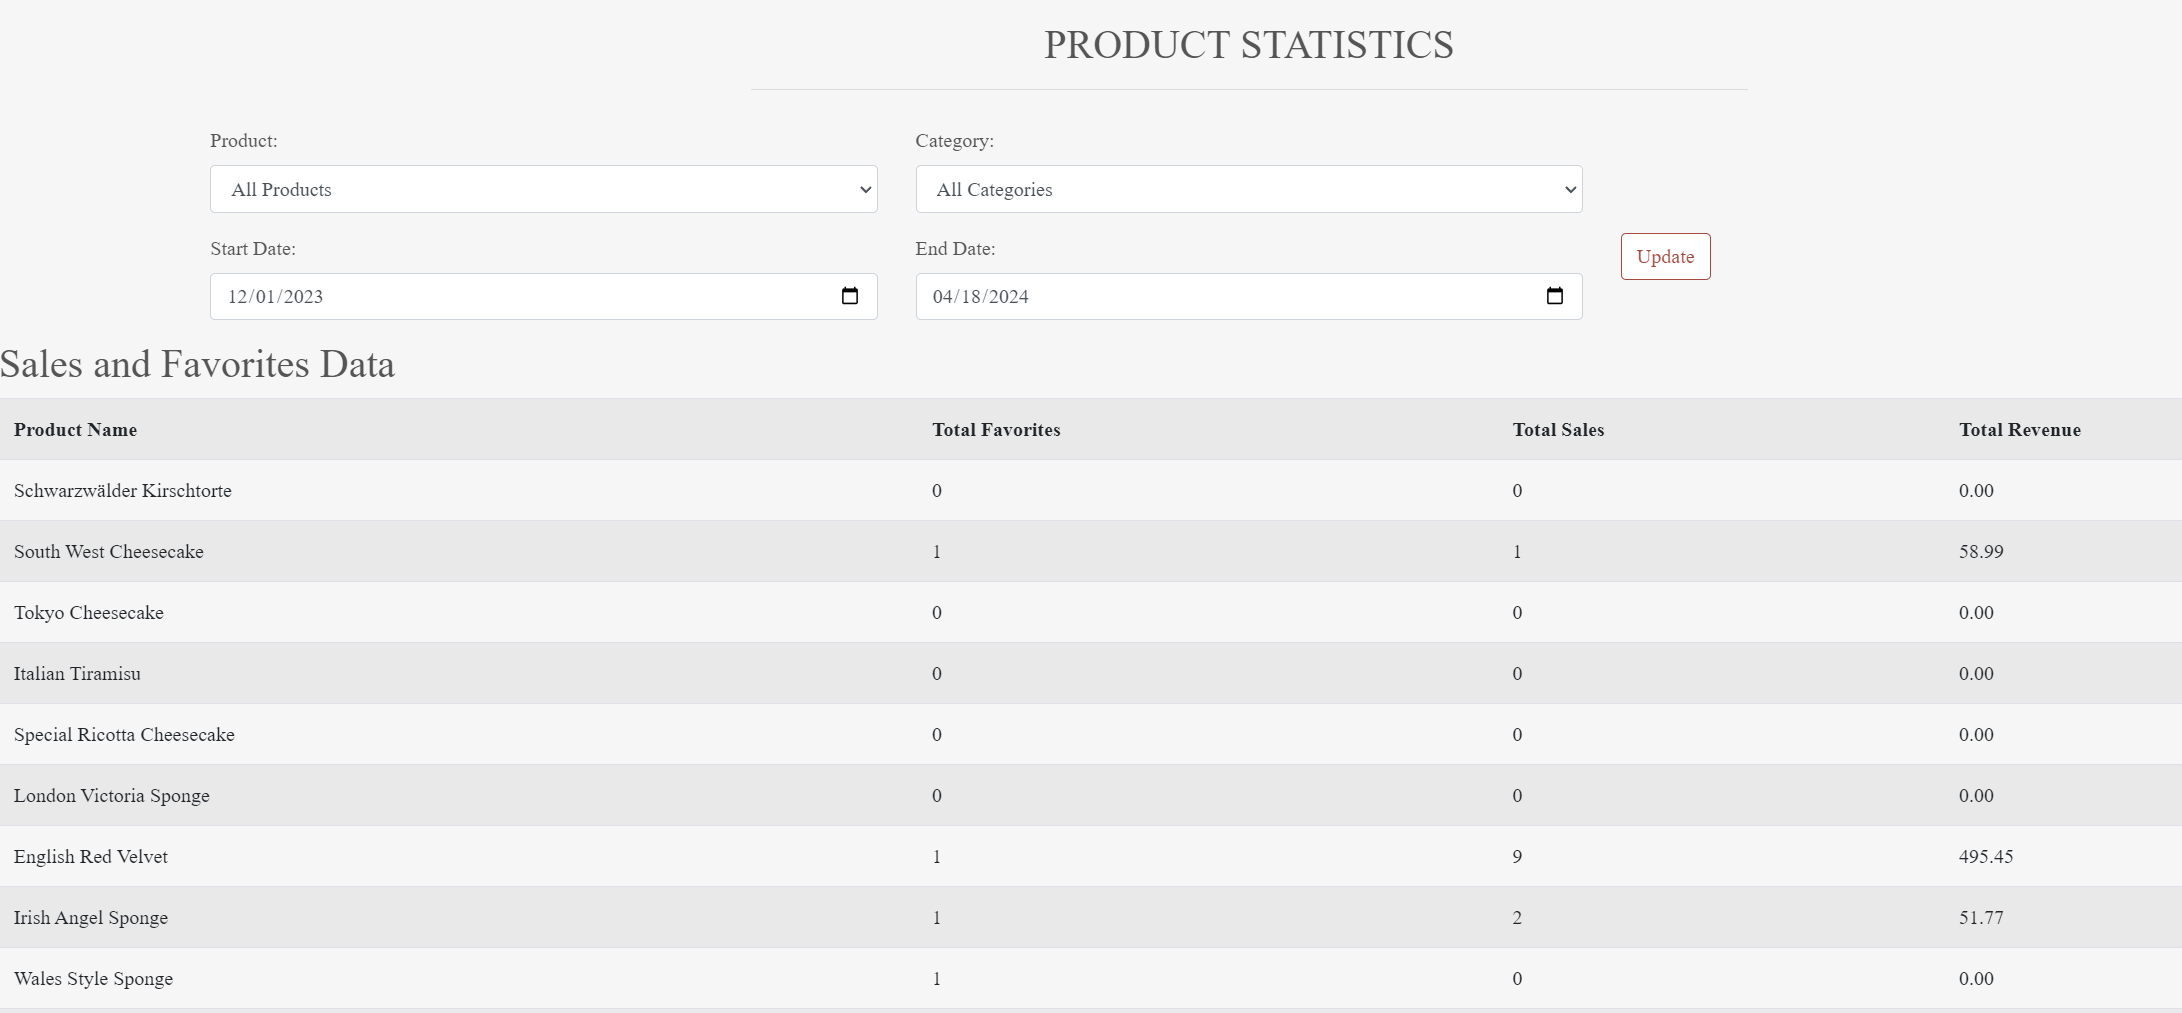 PRODUCT STATISTICS
Product: Category:
All Products All Categories
Start Date: End Date:
Update
12/01/2023 04/18/2024
Sales and Favorites Data
Product Name Total Favorites Total Sales Total Revenue
Schwarzwälder Kirschtorte 0 0 0.00
South West Cheesecake 1 1 58.99
Tokyo Cheesecake 0 0 0.00
Italian Tiramisu 0 0 0.00
Special Ricotta Cheesecake 0 0 0.00
London Victoria Sponge 0 0 0.00
English Red Velvet 1 9 495.45
Irish Angel Sponge 1 2 51.77
Wales Style Sponge 1 0 0.00